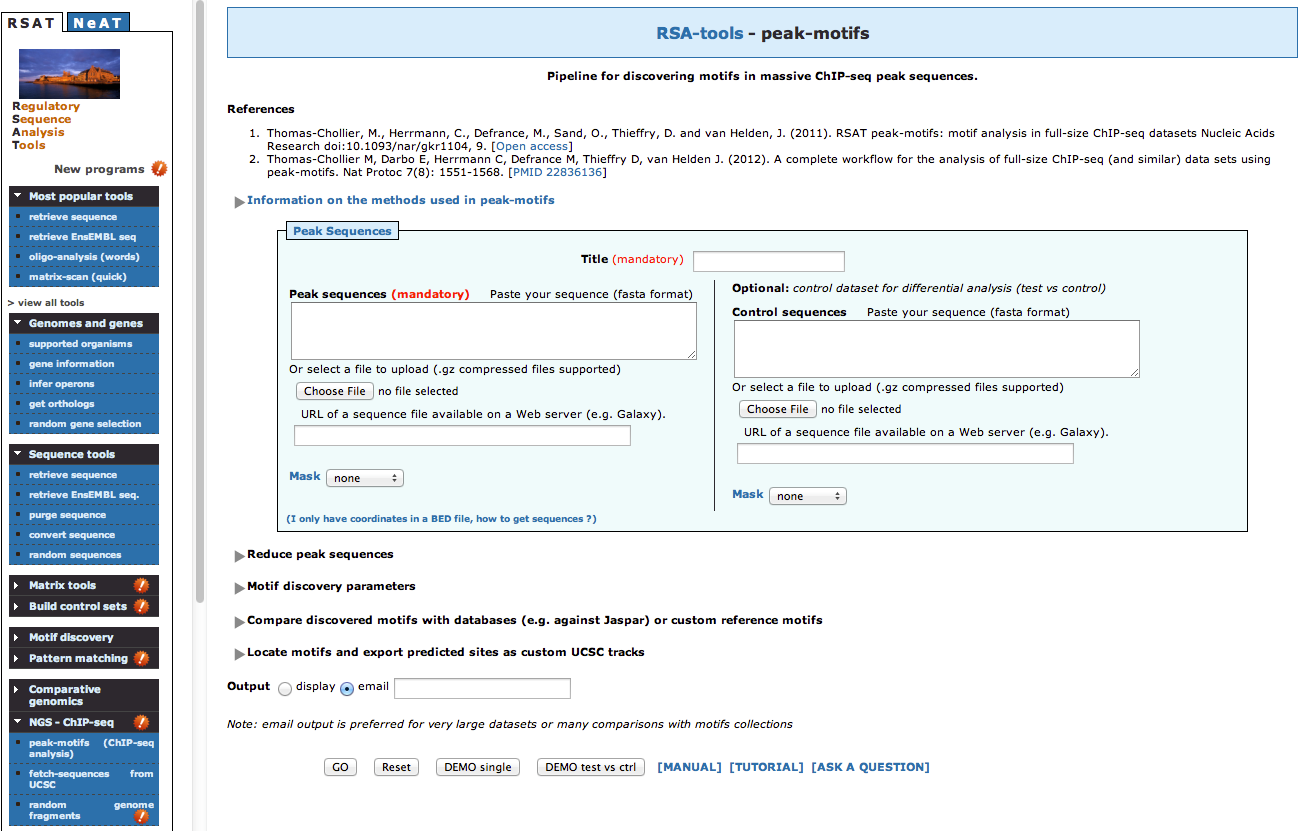 RSAT NeAT
Regulatory
Sequence
Analysis
Tools
New programs
Most popular tools
retrieve sequence
retrieve EnsEMBL seq
oligo-analysis (words)
matrix-scan (quick)
> view all tools
Genomes and genes
supported organisms
gene information
infer operons
get orthologs
random gene selection
Sequence tools
retrieve sequence
retrieve EnsEMBL seq.
purge sequence
convert sequence
random sequences
Matrix tools
Build control sets
Motif discovery
Pattern matching
Comparative
genomics
NGS - ChIP-seq
peak-motifs (ChIP-seq
analysis)
fetch-sequences from
UCSC
random genome
fragments
RSA-tools - peak-motifs
Pipeline for discovering motifs in massive ChIP-seq peak sequences.
References
1. Thomas-Chollier, M., Herrmann, C., Defrance, M., Sand, O., Thieffry, D. and van Helden, J. (2011). RSAT peak-motifs: motif analysis in full-size ChIP-seq datasets Nucleic Acids
Research doi:10.1093/nar/gkr1104, 9. [Open access]
2. Thomas-Chollier M, Darbo E, Herrmann C, Defrance M, Thieffry D, van Helden J. (2012). A complete workflow for the analysis of full-size ChIP-seq (and similar) data sets using
peak-motifs. Nat Protoc 7(8): 1551-1568. [PMID 22836136]
Information on the methods used in peak-motifs
Peak Sequences
Title (mandatory)
Peak sequences (mandatory) Paste your sequence (fasta format)
Or select a file to upload (.gz compressed files supported)
Choose File no file selected
URL of a sequence file available on a Web server (e.g. Galaxy).
Mask none
(I only have coordinates in a BED file, how to get sequences ?)
Optional: control dataset for differential analysis (test vs control)
Control sequences Paste your sequence (fasta format)
Or select a file to upload (.gz compressed files supported)
Choose File no file selected
URL of a sequence file available on a Web server (e.g. Galaxy).
Mask none
Reduce peak sequences
Motif discovery parameters
Compare discovered motifs with databases (e.g. against Jaspar) or custom reference motifs
Locate motifs and export predicted sites as custom UCSC tracks
Output display email
Note: email output is preferred for very large datasets or many comparisons with motifs collections
GO Reset DEMO single DEMO test vs ctrl [MANUAL] [TUTORIAL] [ASK A QUESTION]